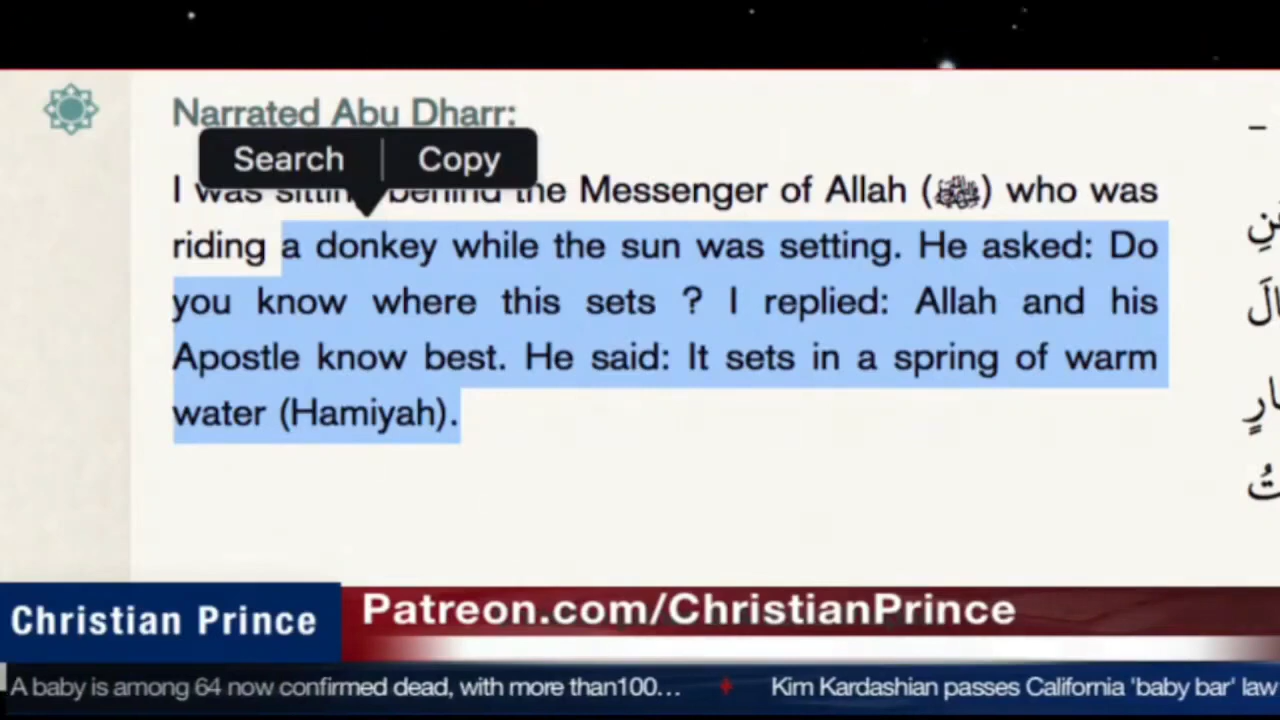 Narrated Abu Dharr:
Search
Copy
I was sitting behind the Messenger of Allah (ﷺ) who was
riding a donkey while the sun was setting. He asked: Do
you know where this sets ? I replied: Allah and his
Apostle know best. He said: It sets in a spring of warm
water (Hamiyah).
Christian Prince
Patreon.com/ChristianPrince
A baby is among 64 now confirmed dead, with more than100... Kim Kardashian passes California 'baby bar' law